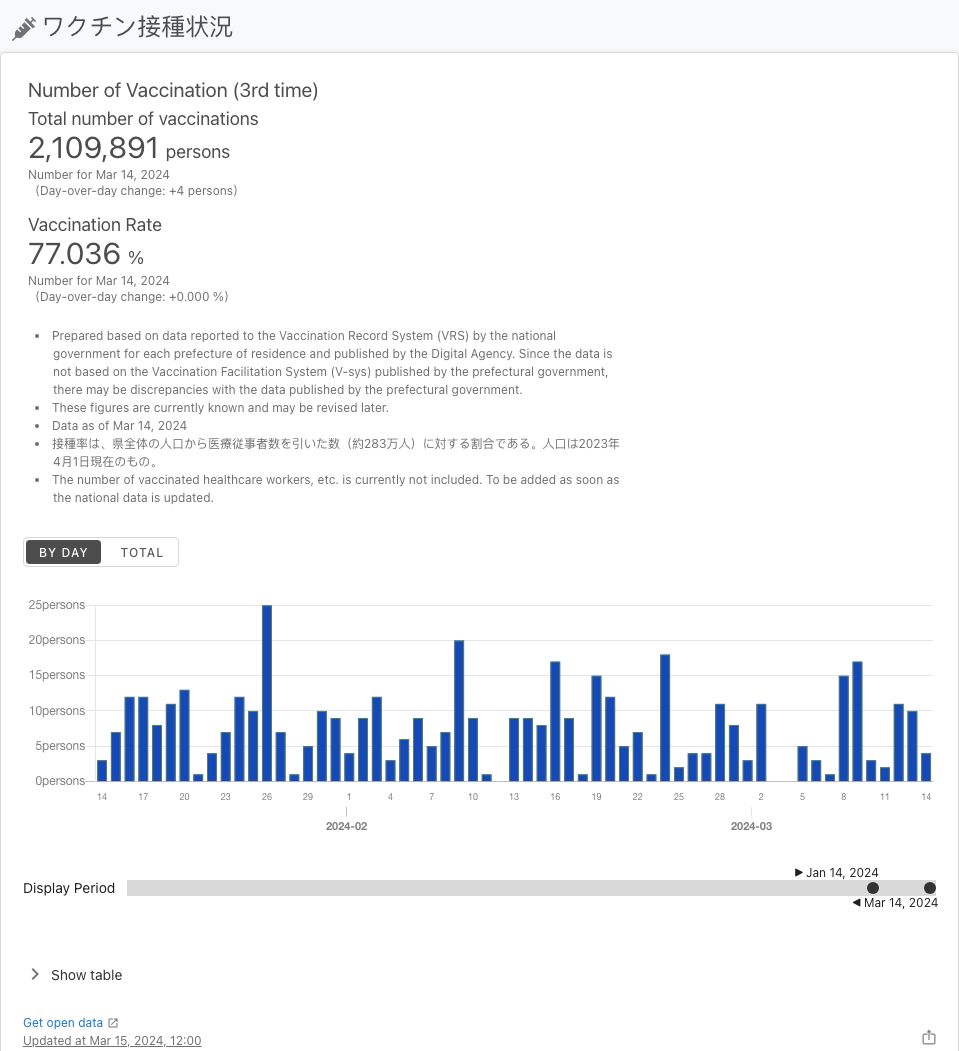 ワクチン接種状況
Number of Vaccination (3rd time)
Total number of vaccinations
2,109,891 persons
Number for Mar 14, 2024
(Day-over-day change: +4 persons)
Vaccination Rate
77.036 %
Number for Mar 14, 2024
(Day-over-day change: +0.000 %)
• Prepared based on data reported to the Vaccination Record System (VRS) by the national
government for each prefecture of residence and published by the Digital Agency. Since the data is
not based on the Vaccination Facilitation System (V-sys) published by the prefectural government,
there may be discrepancies with the data published by the prefectural government.
• These figures are currently known and may be revised later.
• Data as of Mar 14, 2024
• 接種率は、県全体の人口から医療従事者数を引いた数（約283万人）に対する割合である。人口は2023年
4月1日現在のもの。
• The number of vaccinated healthcare workers, etc. is currently not included. To be added as soon as
the national data is updated.
BY DAY TOTAL
25persons
20persons
15persons
10persons
5persons
0persons
14 17 20 23 26 29 1 4 7 10 13 16 19 22 25 28 2 5 8 11 14
2024-02 2024-03
Jan 14, 2024
Display Period
Mar 14, 2024
Show table
Get open data
Updated at Mar 15, 2024, 12:00